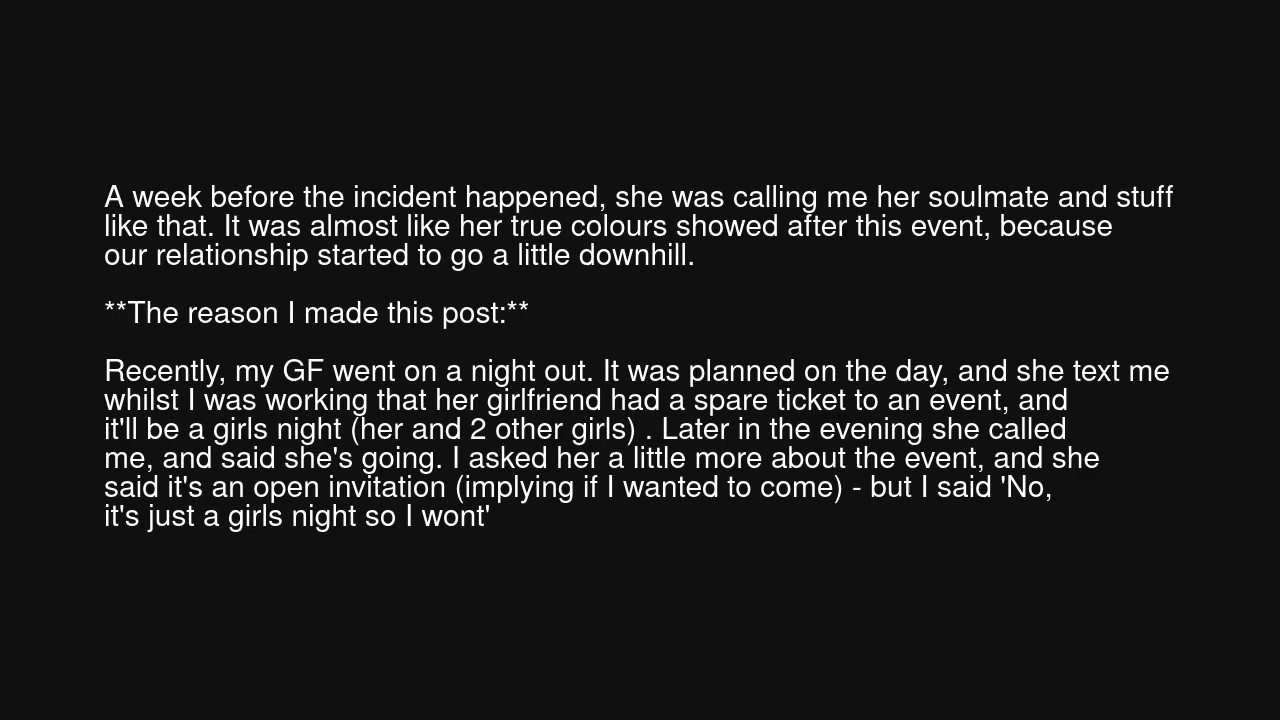 A week before the incident happened, she was calling me her soulmate and stuff
like that. It was almost like her true colours showed after this event, because
our relationship started to go a little downhill.
**The reason I made this post:**
Recently, my GF went on a night out. It was planned on the day, and she text me
whilst I was working that her girlfriend had a spare ticket to an event, and
it'll be a girls night (her and 2 other girls) . Later in the evening she called
me, and said she's going. I asked her a little more about the event, and she
said it's an open invitation (implying if I wanted to come) - but I said 'No,
it's just a girls night so I wont'